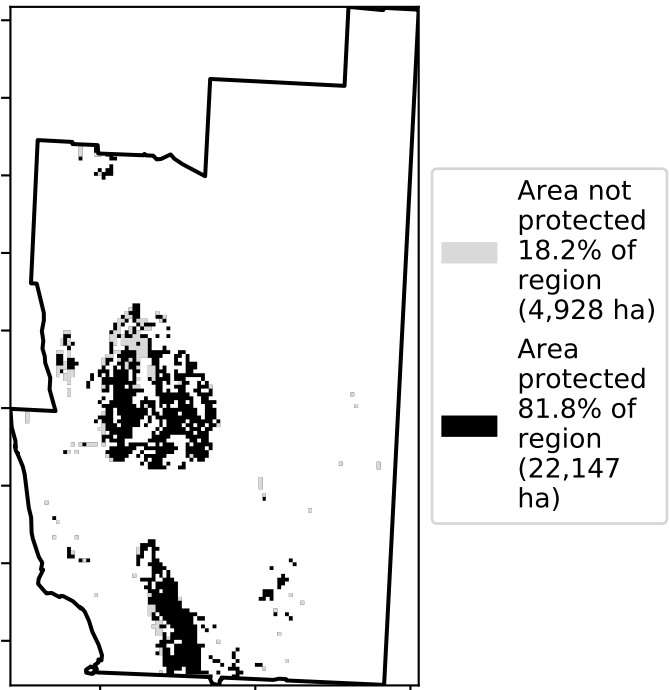 Area not
protected
18.2% of
region
(4,928 ha)
Area
protected
81.8% of
region
(22,147
ha)